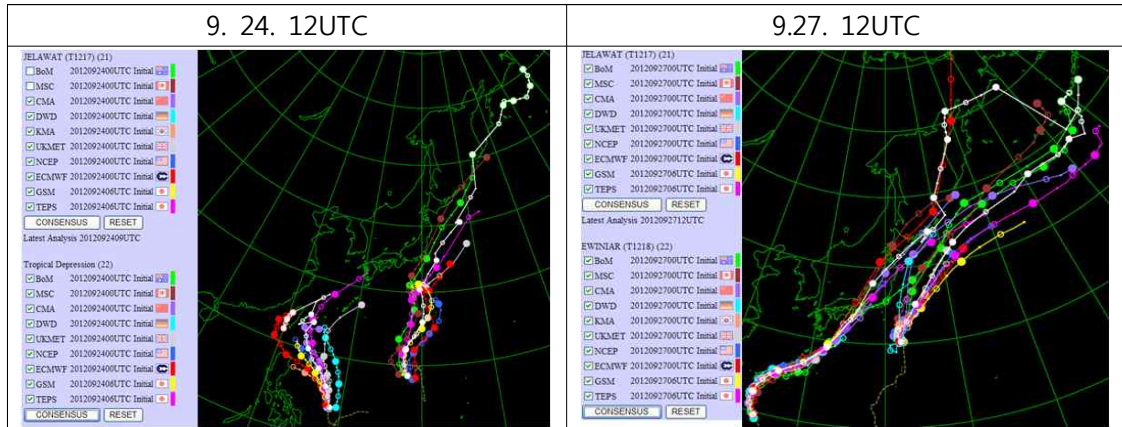 9. 24. 12UTC
JELAWAT (T1217) (21)
BoM 2012092400UTC Initial
MSC 2012092400UTC Initial
CMA 2012092400UTC Initial
DWD 2012092400UTC Initial
KMA 2012092400UTC Initial
UKMET 2012092400UTC Initial
NCEP 2012092400UTC Initial
ECMWF 2012092400UTC Initial
GSM 2012092406UTC Initial
TEPS 2012092406UTC Initial
CONSENSUS RESET
Latest Analysis 2012092409UTC
Tropical Depression (22)
BoM 2012092400UTC Initial
MSC 2012092400UTC Initial
CMA 2012092400UTC Initial
DWD 2012092400UTC Initial
KMA 2012092400UTC Initial
UKMET 2012092400UTC Initial
NCEP 2012092400UTC Initial
ECMWF 2012092400UTC Initial
GSM 2012092406UTC Initial
TEPS 2012092406UTC Initial
CONSENSUS RESET
9.27. 12UTC
JELAWAT (T1217) (21)
BoM 2012092700UTC Initial
MSC 2012092700UTC Initial
CMA 2012092700UTC Initial
DWD 2012092700UTC Initial
UKMET 2012092700UTC Initial
NCEP 2012092700UTC Initial
ECMWF 2012092700UTC Initial
GSM 2012092706UTC Initial
TEPS 2012092706UTC Initial
CONSENSUS RESET
Latest Analysis 2012092712UTC
EWINIAR (T1218) (22)
BoM 2012092700UTC Initial
MSC 2012092700UTC Initial
CMA 2012092700UTC Initial
DWD 2012092700UTC Initial
KMA 2012092700UTC Initial
UKMET 2012092700UTC Initial
NCEP 2012092700UTC Initial
ECMWF 2012092700UTC Initial
GSM 2012092706UTC Initial
TEPS 2012092706UTC Initial
CONSENSUS RESET